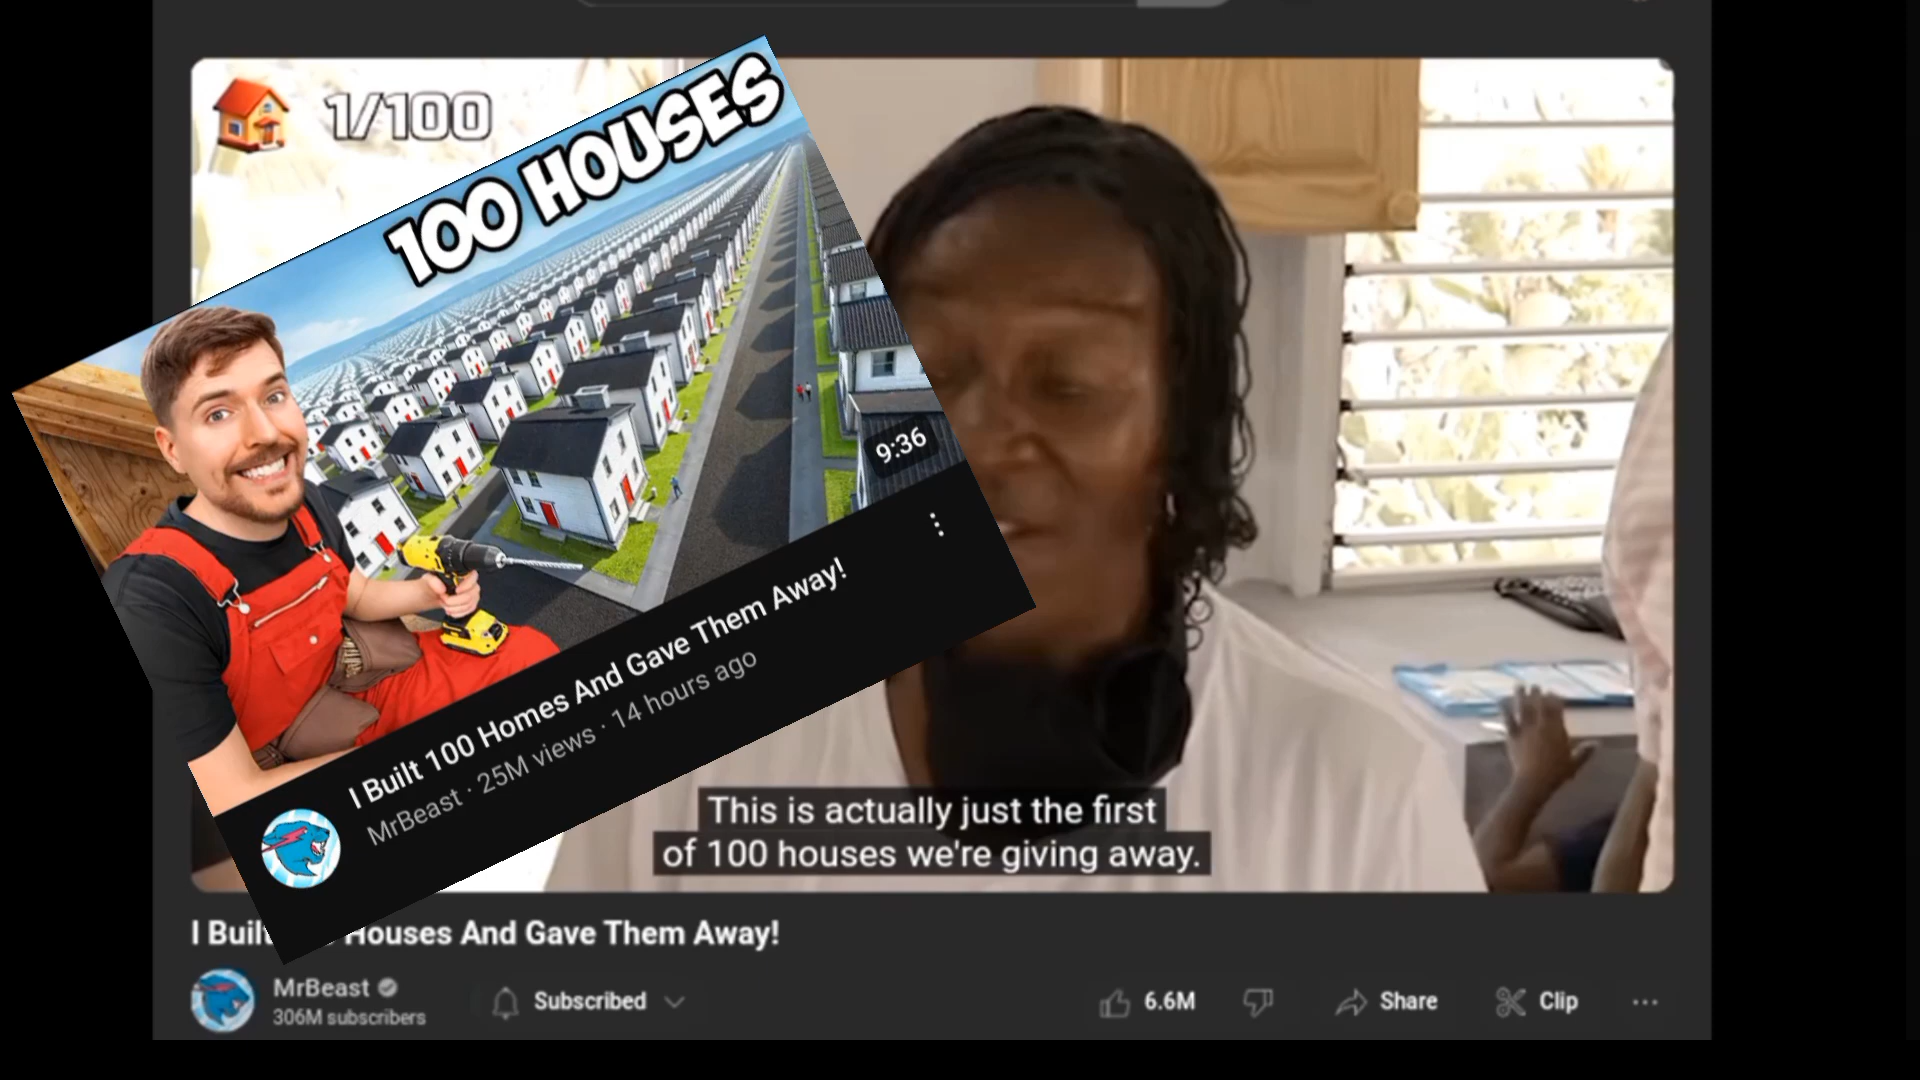 1/100
100 HOUSES
9:36
I Built 100 Homes And Gave Them Away!
MrBeast · 25M views · 14 hours ago
This is actually just the first
of 100 houses we're giving away.
I Buil Houses And Gave Them Away!
MrBeast
306M subscribers
Subscribed
6.6M
Share
Clip